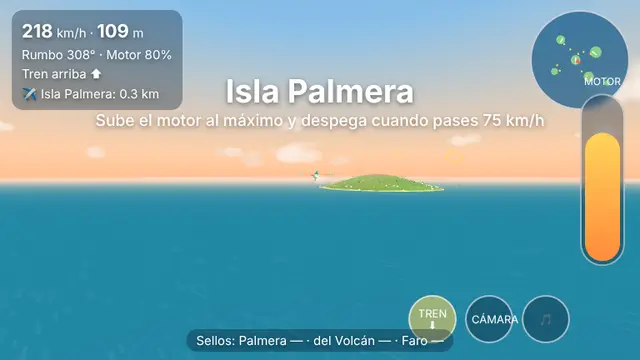 218 km/h · 109 m
Rumbo 308° · Motor 80%
Tren arriba ⬆
✈️ Isla Palmera: 0.3 km
MOTOR
Isla Palmera
Sube el motor al máximo y despega cuando pases 75 km/h
TREN
⬇
CÁMARA
🎵
Sellos: Palmera — · del Volcán — · Faro —